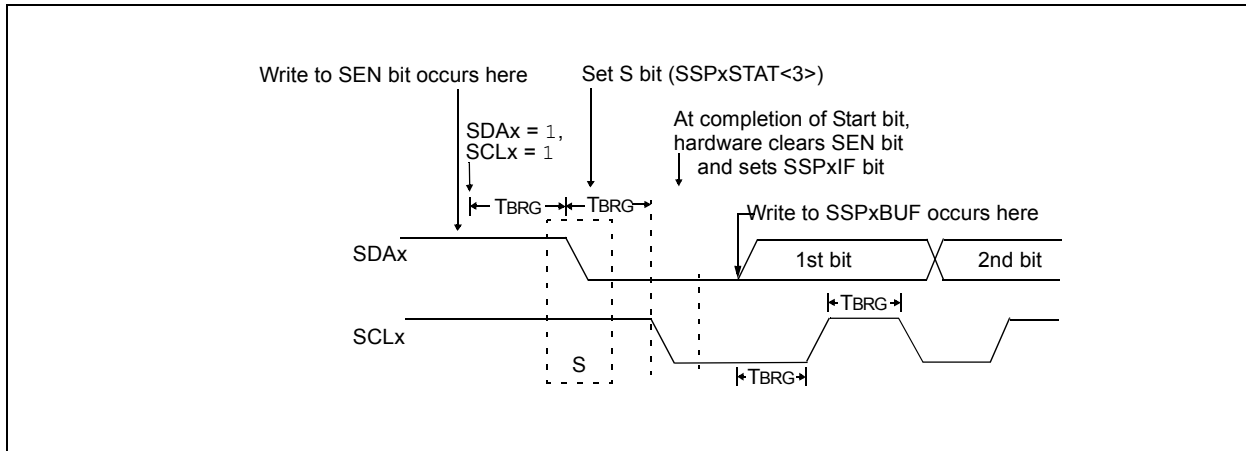 Write to SEN bit occurs here
Set S bit (SSPxSTAT<3>)
SDAx = 1,
SCLx = 1
At completion of Start bit,
hardware clears SEN bit
and sets SSPxIF bit
TBRG
TBRG
Write to SSPxBUF occurs here
SDAx
1st bit
2nd bit
TBRG
SCLx
S
TBRG